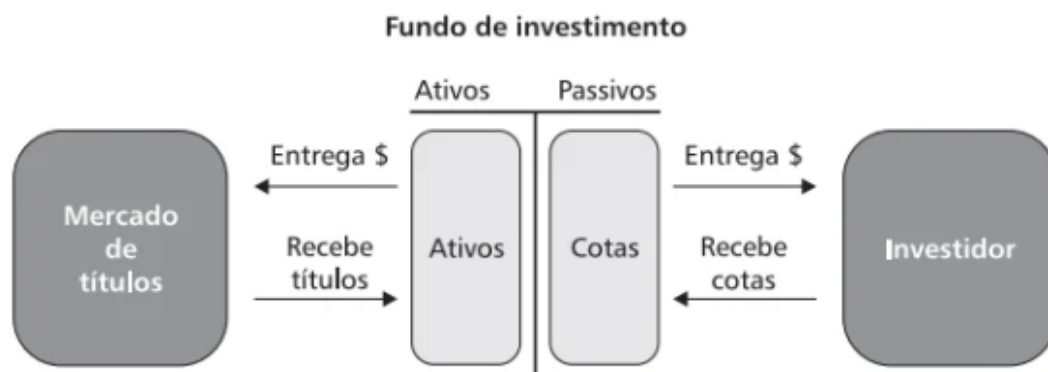 Fundo de investimento
Ativos
Passivos
Mercado
de
títulos
Entrega $
Recebe
títulos
Ativos
Cotas
Entrega $
Recebe
cotas
Investidor